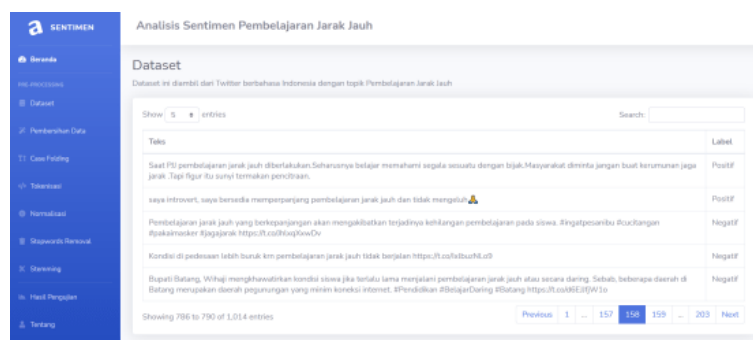 a SENTIMEN
Analisis Sentimen Pembelajaran Jarak Jauh
Beranda
PRE-PROCESSING
Dataset
Pembersihan Data
Case Folding
Tokenisasi
Normalisasi
Stopwords Removal
Stemming
Hasil Pengujian
Tentang
Dataset
Dataset ini diambil dari Twitter berbahasa Indonesia dengan topik Pembelajaran Jarak Jauh
Show 5 entries
Search:
Teks Label
Saat PJJ pembelajaran jarak jauh diberlakukan.Seharusnya belajar memahami segala sesuatu dengan bijak.Masyarakat diminta jangan buat kerumunan jaga Positif
jarak .Tapi figur itu sunyi termakan pencitraan.
saya introvert, saya bersedia memperpanjang pembelajaran jarak jauh dan tidak mengeluh🙏 Positif
Pembelajaran jarak jauh yang berkepanjangan akan mengakibatkan terjadinya kehilangan pembelajaran pada siswa. #ingatpesanibu #cucitangan Negatif
#pakaimasker #jagajarak
Kondisi di pedesaan lebih buruk krn pembelajaran jarak jauh tidak berjalan Negatif
Bupati Batang, Wihaji mengkhawatirkan kondisi siswa jika terlalu lama menjalani pembelajaran jarak jauh atau secara daring. Sebab, beberapa daerah di Negatif
Batang merupakan daerah pegunungan yang minim koneksi internet. #Pendidikan #BelajarDaring #Batang
Showing 786 to 790 of 1,014 entries
Previous 1 ... 157 158 159 ... 203 Next